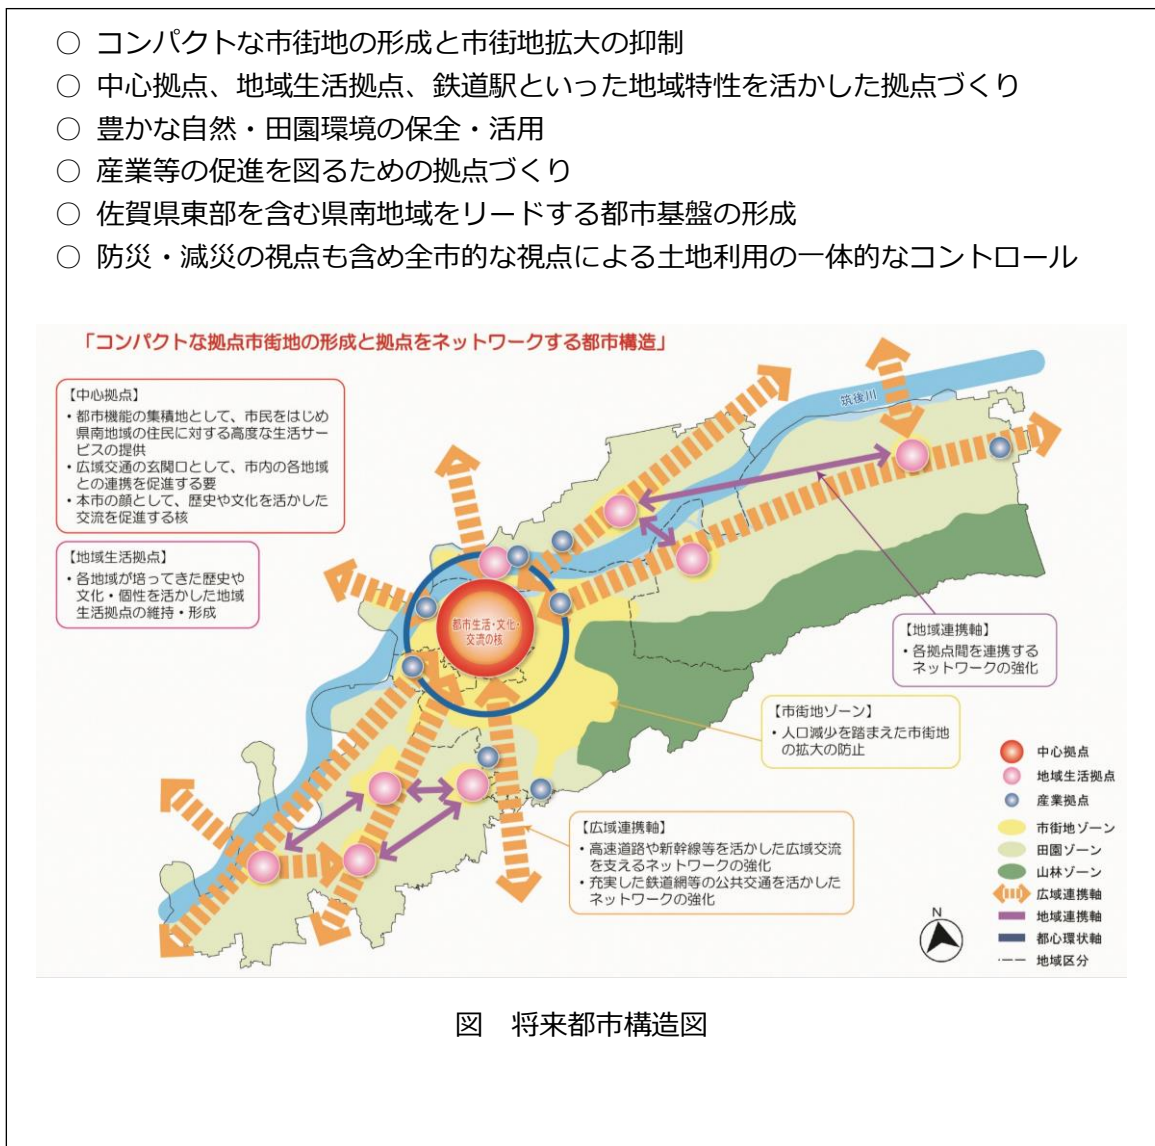 ○ コンパクトな市街地の形成と市街地拡大の抑制
○ 中心拠点、地域生活拠点、鉄道駅といった地域特性を活かした拠点づくり
○ 豊かな自然・田園環境の保全・活用
○ 産業等の促進を図るための拠点づくり
○ 佐賀県東部を含む県南地域をリードする都市基盤の形成
○ 防災・減災の視点も含め全市的な視点による土地利用の一体的なコントロール
「コンパクトな拠点市街地の形成と拠点をネットワークする都市構造」
【中心拠点】
・都市機能の集積地として、市民をはじめ
県南地域の住民に対する高度な生活サー
ビスの提供
・広域交通の玄関口として、市内の各地域
との連携を促進する要
・本市の顔として、歴史や文化を活かした
交流を促進する核
【地域生活拠点】
・各地域が培ってきた歴史や
文化・個性を活かした地域
生活拠点の維持・形成
筑後川
都市生活・文化・
交流の核
【地域連携軸】
・各拠点間を連携する
ネットワークの強化
【市街地ゾーン】
・人口減少を踏まえた市街地
の拡大の防止
【広域連携軸】
・高速道路や新幹線等を活かした広域交流
を支えるネットワークの強化
・充実した鉄道網等の公共交通を活かした
ネットワークの強化
N
中心拠点
地域生活拠点
産業拠点
市街地ゾーン
田園ゾーン
山林ゾーン
広域連携軸
地域連携軸
都心環状軸
地域区分
図 将来都市構造図